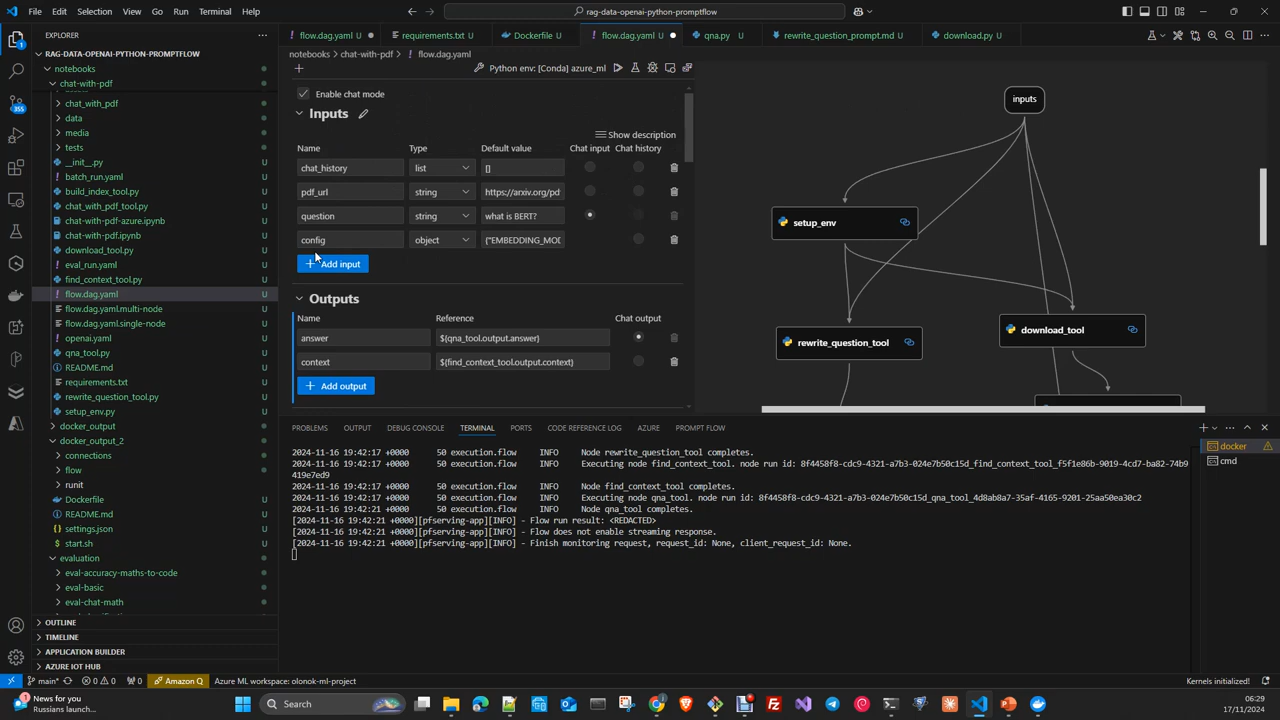 File Edit Selection View Go Run Terminal Help
rag-data-openai-python-promptflow
EXPLORER
RAG-DATA-OPENAI-PYTHON-PROMPTFLOW
notebooks
chat-with-pdf
chat_with_pdf
data
media
tests
__init__.py U
batch_run.yaml U
build_index_tool.py U
chat_with_pdf_tool.py U
chat-with-pdf-azure.ipynb U
chat-with-pdf.ipynb U
download_tool.py U
eval_run.yaml U
find_context_tool.py U
flow.dag.yaml U
flow.dag.yaml.multi-node U
flow.dag.yaml.single-node U
openai.yaml U
qna_tool.py U
README.md U
requirements.txt U
rewrite_question_tool.py U
setup_env.py U
docker_output
docker_output_2
connections
flow
runit
Dockerfile U
README.md U
settings.json U
start.sh U
evaluation
eval-accuracy-maths-to-code
eval-basic
eval-chat-math
OUTLINE
TIMELINE
APPLICATION BUILDER
AZURE IOT HUB
flow.dag.yaml U
requirements.txt U
Dockerfile U
flow.dag.yaml U
qna.py U
rewrite_question_prompt.md U
download.py U
notebooks > chat-with-pdf > flow.dag.yaml
Python env: [Conda] azure_ml
Enable chat mode
Inputs
Show description
Name Type Default value Chat input Chat history
chat_history list []
pdf_url string https://arxiv.org/pd
question string what is BERT?
config object {"EMBEDDING_MOD
Add input
Outputs
Name Reference Chat output
answer ${qna_tool.output.answer}
context ${find_context_tool.output.context}
Add output
inputs
setup_env
rewrite_question_tool
download_tool
PROBLEMS OUTPUT DEBUG CONSOLE TERMINAL PORTS CODE REFERENCE LOG AZURE PROMPT FLOW
2024-11-16 19:42:17 +0000 50 execution.flow INFO Node rewrite_question_tool completes.
2024-11-16 19:42:17 +0000 50 execution.flow INFO Executing node find_context_tool. node run id: 8f4458f8-cdc9-4321-a7b3-024e7b50c15d_find_context_tool_f5f1e86b-9019-4cd7-ba82-74b9
419e7ed9
2024-11-16 19:42:21 +0000 50 execution.flow INFO Node find_context_tool completes.
2024-11-16 19:42:21 +0000 50 execution.flow INFO Executing node qna_tool. node run id: 8f4458f8-cdc9-4321-a7b3-024e7b50c15d_qna_tool_4d8ab8a7-35af-4165-9201-25aa50ea30c2
2024-11-16 19:42:21 +0000 50 execution.flow INFO Node qna_tool completes.
[2024-11-16 19:42:21 +0000][pfserving-app][INFO] - Flow run result: <REDACTED>
[2024-11-16 19:42:21 +0000][pfserving-app][INFO] - Flow does not enable streaming response.
[2024-11-16 19:42:21 +0000][pfserving-app][INFO] - Finish monitoring request, request_id: None, client_request_id: None.
docker
cmd
355
main* 0 0 0 Amazon Q Azure ML workspace: olonok-ml-project Kernels initialized!
News for you
Russians launch...
Search
06:29
17/11/2024